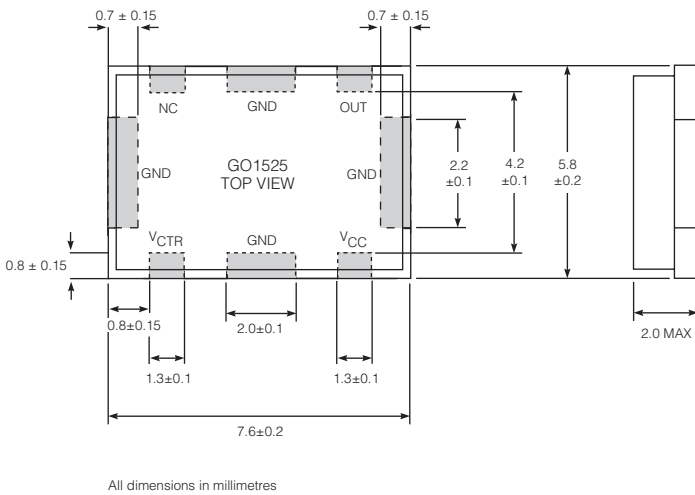 0.7 ± 0.15
0.7 ± 0.15
NC
GND
OUT
GND
GO1525
TOP VIEW
GND
2.2
±0.1
4.2
±0.1
5.8
±0.2
VCTR
GND
VCC
0.8 ± 0.15
0.8±0.15
2.0±0.1
2.0 MAX
1.3±0.1
1.3±0.1
7.6±0.2
All dimensions in millimetres